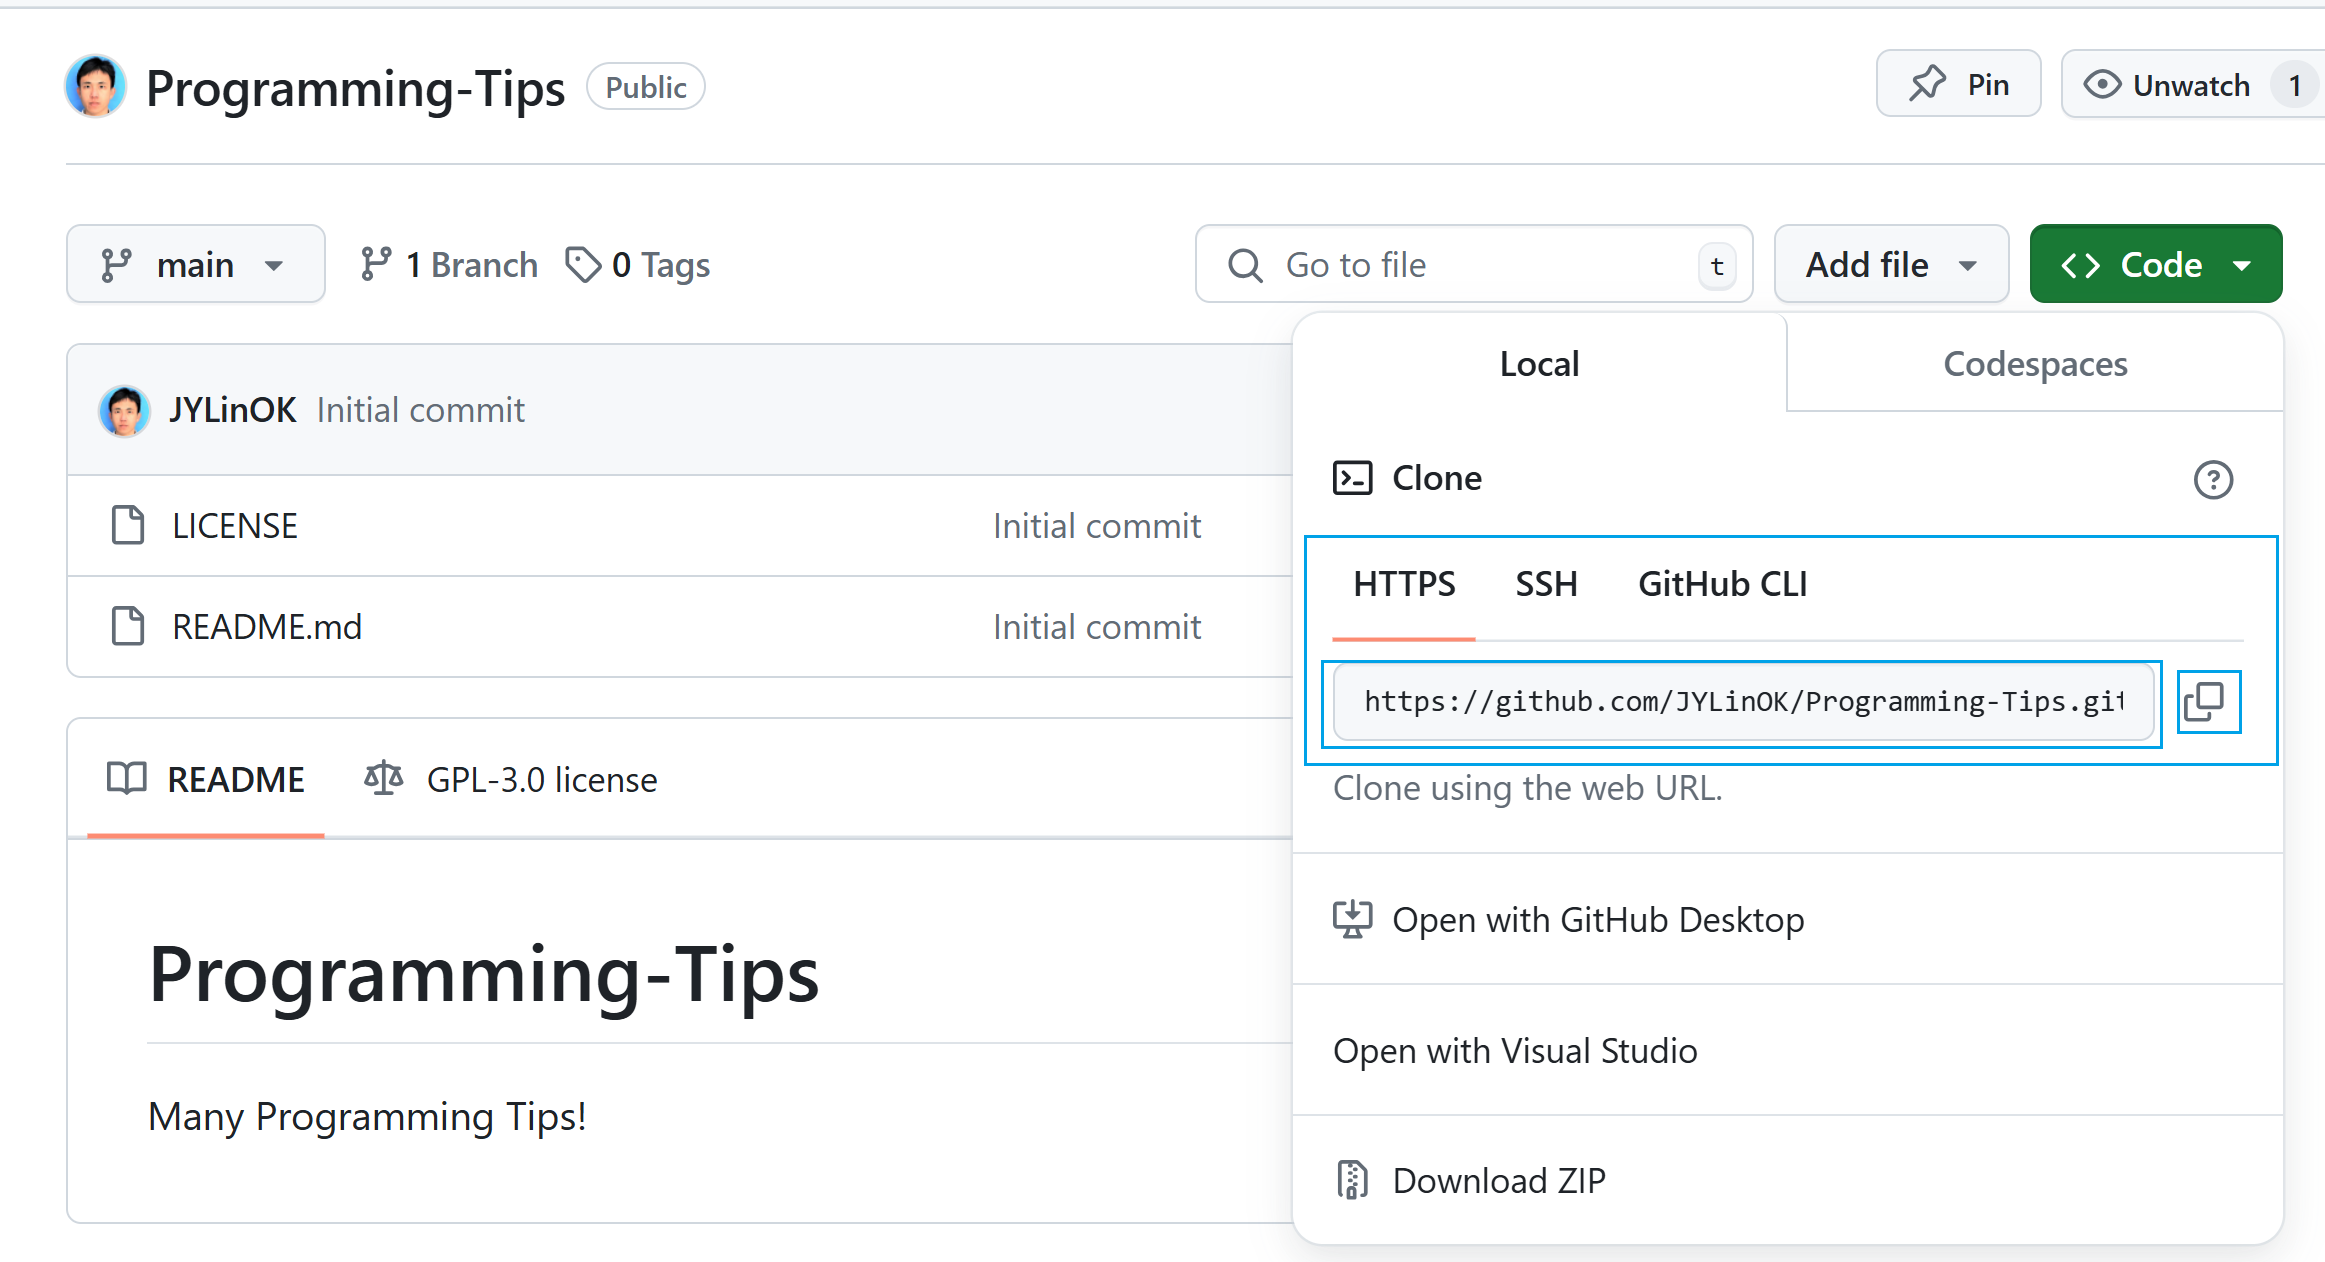 Programming-Tips Public
Pin
Unwatch 1
main
1 Branch
0 Tags
Go to file t
Add file
Code
JYLinOK Initial commit
LICENSE Initial commit
README.md Initial commit
README
GPL-3.0 license
Programming-Tips
Many Programming Tips!
Local
Codespaces
Clone
HTTPS SSH GitHub CLI
https://github.com/JYLinOK/Programming-Tips.git
Clone using the web URL.
Open with GitHub Desktop
Open with Visual Studio
Download ZIP